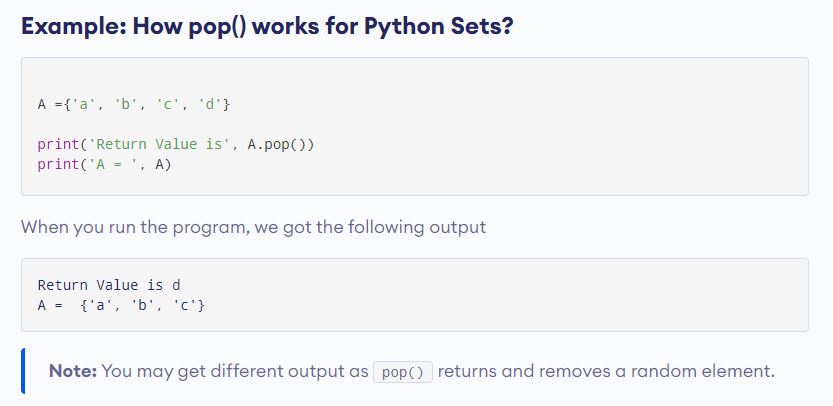 Example: How pop() works for Python Sets?
A ={'a', 'b', 'c', 'd'}
print('Return Value is', A.pop())
print('A = ', A)
When you run the program, we got the following output
Return Value is d
A =  {'a', 'b', 'c'}
Note: You may get different output as pop() returns and removes a random element.